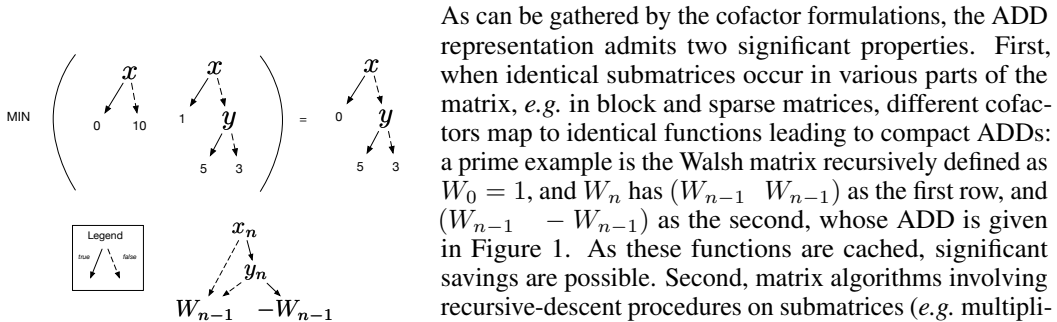 MIN
x
0 10
x
1 y
5 3
=
x
0 y
5 3
Legend
true false
x_n
y_n
W_{n-1} -W_{n-1}
As can be gathered by the cofactor formulations, the ADD
representation admits two significant properties. First,
when identical submatrices occur in various parts of the
matrix, e.g. in block and sparse matrices, different cofac-
tors map to identical functions leading to compact ADDs:
a prime example is the Walsh matrix recursively defined as
W_0 = 1, and W_n has (W_{n-1} W_{n-1}) as the first row, and
(W_{n-1} - W_{n-1}) as the second, whose ADD is given
in Figure 1. As these functions are cached, significant
savings are possible. Second, matrix algorithms involving
recursive-descent procedures on submatrices (e.g. multipli-